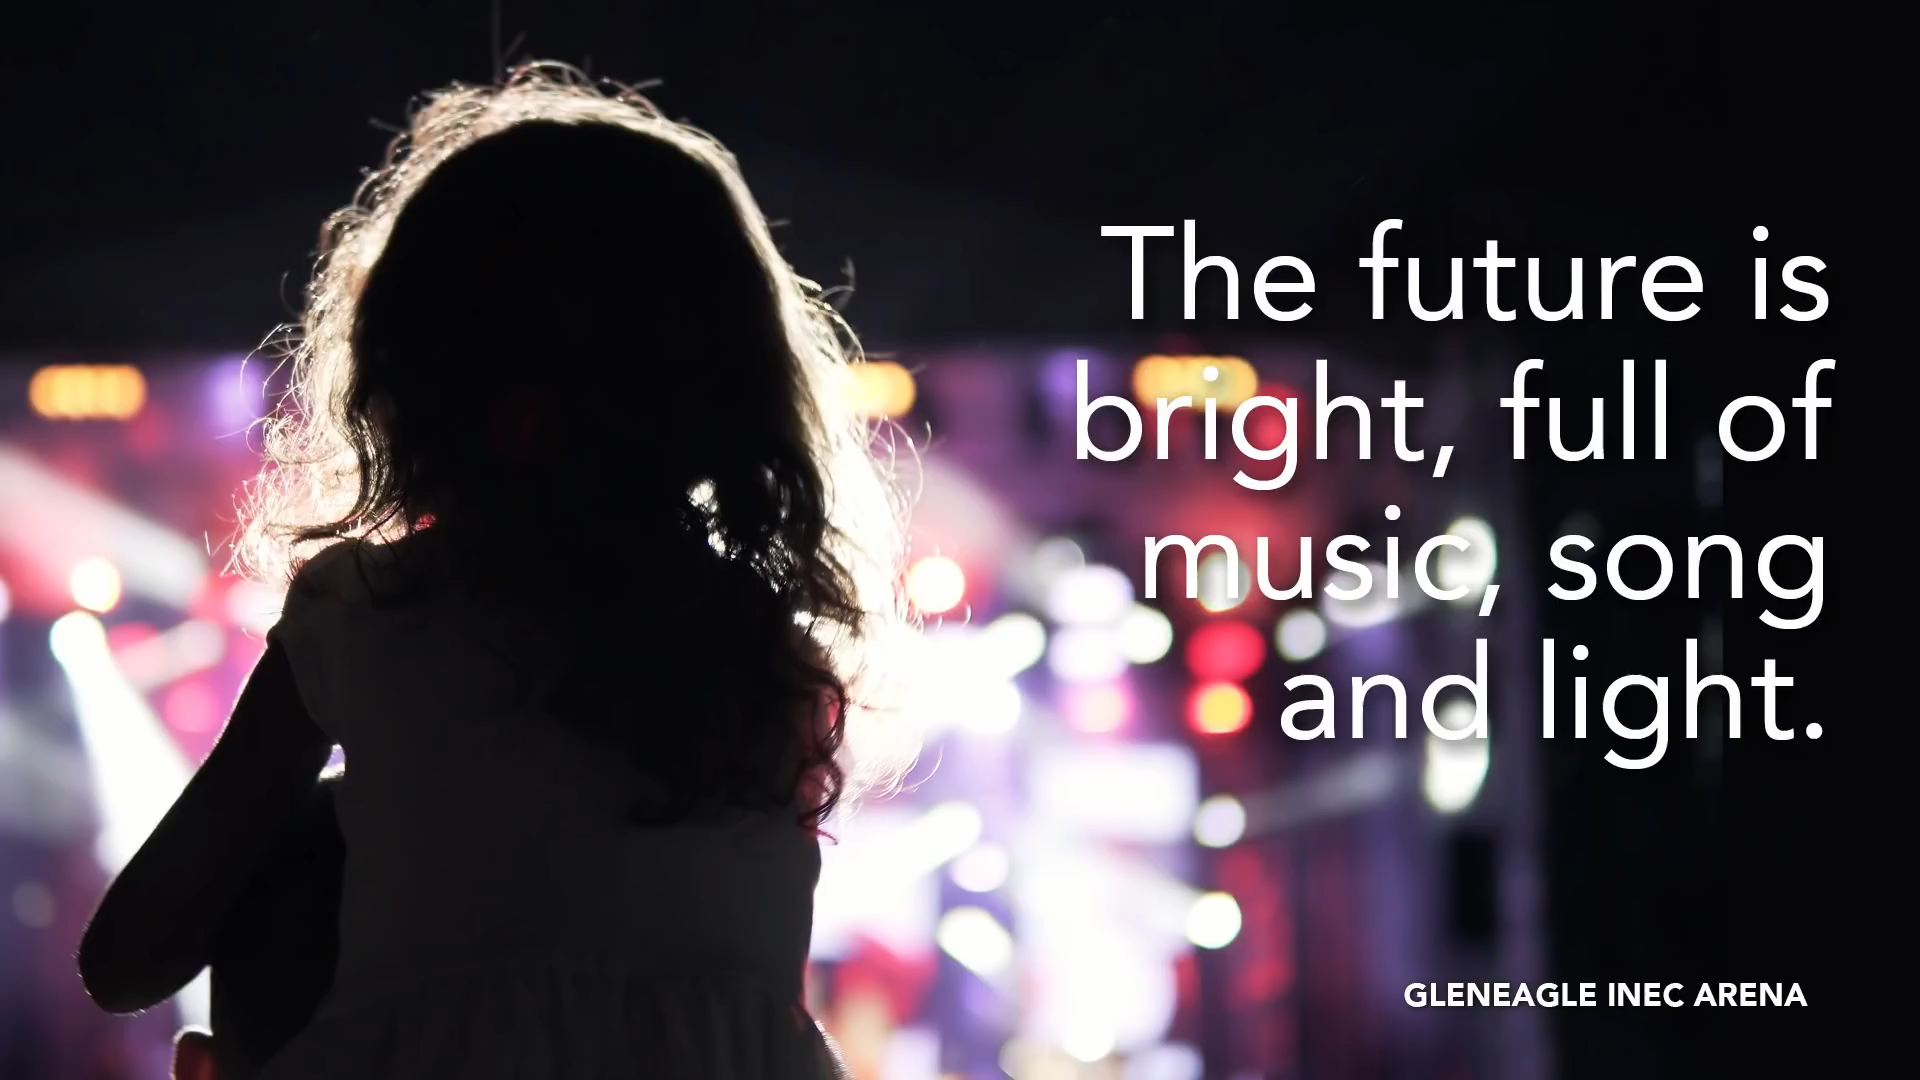 The future is
bright, full of
music, song
and light.
GLENEAGLE INEC ARENA